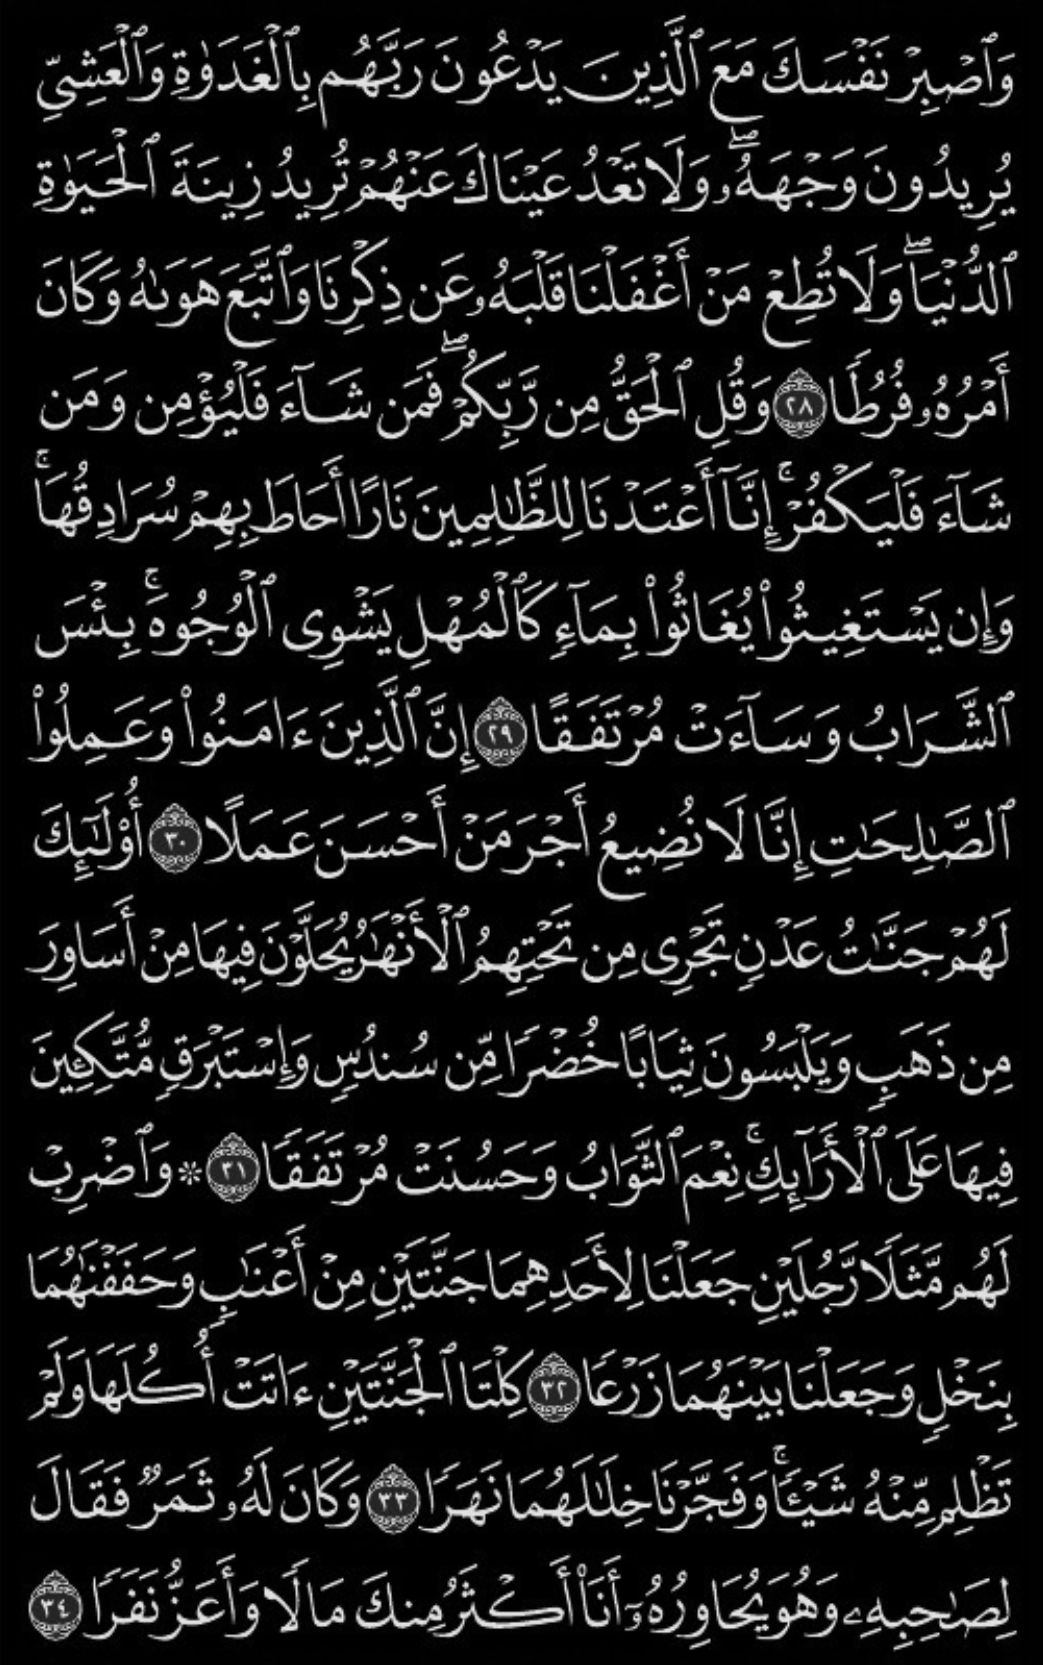 وَٱصۡبِرۡ نَفۡسَكَ مَعَ ٱلَّذِينَ يَدۡعُونَ رَبَّهُم بِٱلۡغَدَوٰةِ وَٱلۡعَشِيِّ
يُرِيدُونَ وَجۡهَهُۥۖ وَلَا تَعۡدُ عَيۡنَاكَ عَنۡهُمۡ تُرِيدُ زِينَةَ ٱلۡحَيَوٰةِ
ٱلدُّنۡيَاۖ وَلَا تُطِعۡ مَنۡ أَغۡفَلۡنَا قَلۡبَهُۥ عَن ذِكۡرِنَا وَٱتَّبَعَ هَوَىٰهُ وَكَانَ
أَمۡرُهُۥ فُرُطٗا ٢٨ وَقُلِ ٱلۡحَقُّ مِن رَّبِّكُمۡۖ فَمَن شَآءَ فَلۡيُؤۡمِن وَمَن
شَآءَ فَلۡيَكۡفُرۡۚ إِنَّآ أَعۡتَدۡنَا لِلظَّٰلِمِينَ نَارًا أَحَاطَ بِهِمۡ سُرَادِقُهَاۚ
وَإِن يَسۡتَغِيثُواْ يُغَاثُواْ بِمَآءٖ كَٱلۡمُهۡلِ يَشۡوِي ٱلۡوُجُوهَۚ بِئۡسَ
ٱلشَّرَابُ وَسَآءَتۡ مُرۡتَفَقًا ٢٩ إِنَّ ٱلَّذِينَ ءَامَنُواْ وَعَمِلُواْ
ٱلصَّٰلِحَٰتِ إِنَّا لَا نُضِيعُ أَجۡرَ مَنۡ أَحۡسَنَ عَمَلًا ٣٠ أُوْلَٰٓئِكَ
لَهُمۡ جَنَّٰتُ عَدۡنٖ تَجۡرِي مِن تَحۡتِهِمُ ٱلۡأَنۡهَٰرُ يُحَلَّوۡنَ فِيهَا مِنۡ أَسَاوِرَ
مِن ذَهَبٖ وَيَلۡبَسُونَ ثِيَابًا خُضۡرٗا مِّن سُندُسٖ وَإِسۡتَبۡرَقٖ مُّتَّكِـِٔينَ
فِيهَا عَلَى ٱلۡأَرَآئِكِۚ نِعۡمَ ٱلثَّوَابُ وَحَسُنَتۡ مُرۡتَفَقٗا ٣١ ۞ وَٱضۡرِبۡ
لَهُم مَّثَلٗا رَّجُلَيۡنِ جَعَلۡنَا لِأَحَدِهِمَا جَنَّتَيۡنِ مِنۡ أَعۡنَٰبٖ وَحَفَفۡنَٰهُمَا
بِنَخۡلٖ وَجَعَلۡنَا بَيۡنَهُمَا زَرۡعٗا ٣٢ كِلۡتَا ٱلۡجَنَّتَيۡنِ ءَاتَتۡ أُكُلَهَا وَلَمۡ
تَظۡلِم مِّنۡهُ شَيۡـٔٗاۚ وَفَجَّرۡنَا خِلَٰلَهُمَا نَهَرٗا ٣٣ وَكَانَ لَهُۥ ثَمَرٞ فَقَالَ
لِصَٰحِبِهِۦ وَهُوَ يُحَاوِرُهُۥٓ أَنَا۠ أَكۡثَرُ مِنكَ مَالٗا وَأَعَزُّ نَفَرٗا ٣٤